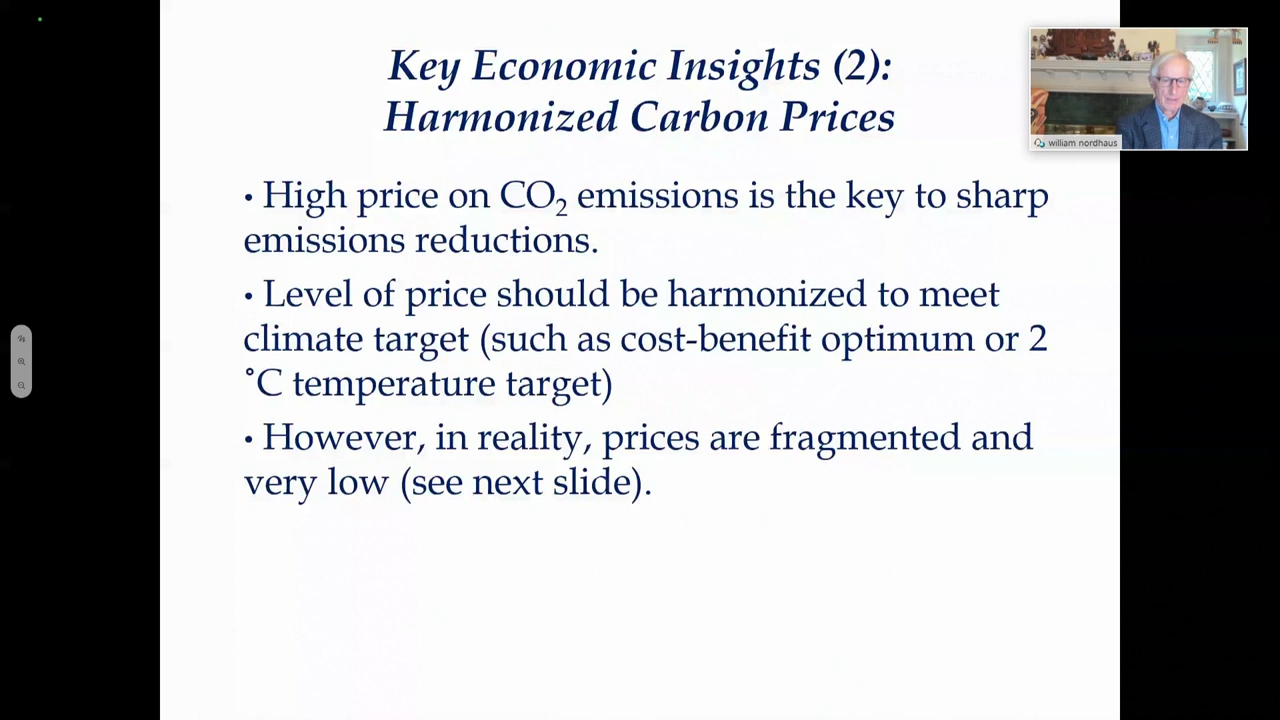 Key Economic Insights (2):
Harmonized Carbon Prices
• High price on CO₂ emissions is the key to sharp
emissions reductions.
• Level of price should be harmonized to meet
climate target (such as cost-benefit optimum or 2
˚C temperature target)
• However, in reality, prices are fragmented and
very low (see next slide).
william nordhaus